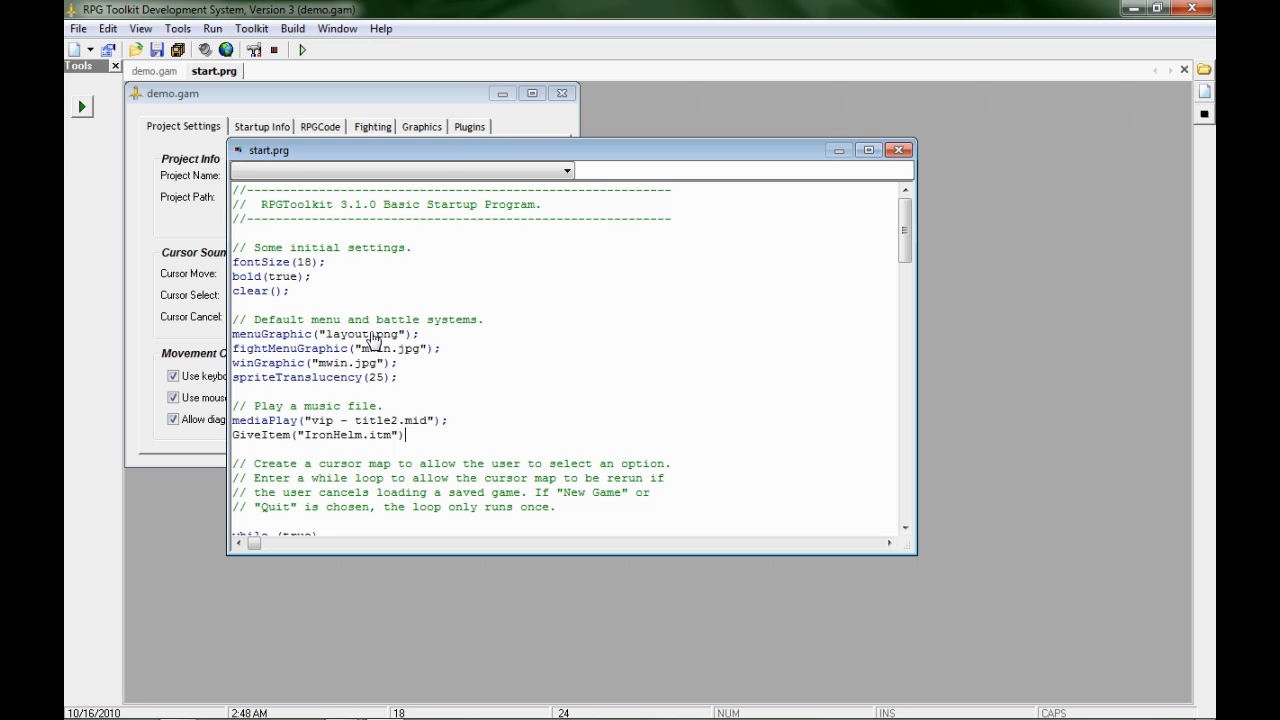 RPG Toolkit Development System, Version 3 (demo.gam)
File Edit View Tools Run Toolkit Build Window Help
Tools
demo.gam start.prg
demo.gam
Project Settings Startup Info RPGCode Fighting Graphics Plugins
Project Info
Project Name:
Project Path:
Cursor Soun
Cursor Move:
Cursor Select:
Cursor Cancel:
Movement C
Use keybo
Use mouse
Allow diag
start.prg
//-----------------------------------------------------------
// RPGToolkit 3.1.0 Basic Startup Program.
//-----------------------------------------------------------
// Some initial settings.
fontSize(18);
bold(true);
clear();
// Default menu and battle systems.
menuGraphic("layout.png");
fightMenuGraphic("mwin.jpg");
winGraphic("mwin.jpg");
spriteTranslucency(25);
// Play a music file.
mediaPlay("vip - title2.mid");
GiveItem("IronHelm.itm")
// Create a cursor map to allow the user to select an option.
// Enter a while loop to allow the cursor map to be rerun if
// the user cancels loading a saved game. If "New Game" or
// "Quit" is chosen, the loop only runs once.
while (true)
10/16/2010 2:48 AM 18 24 NUM INS CAPS